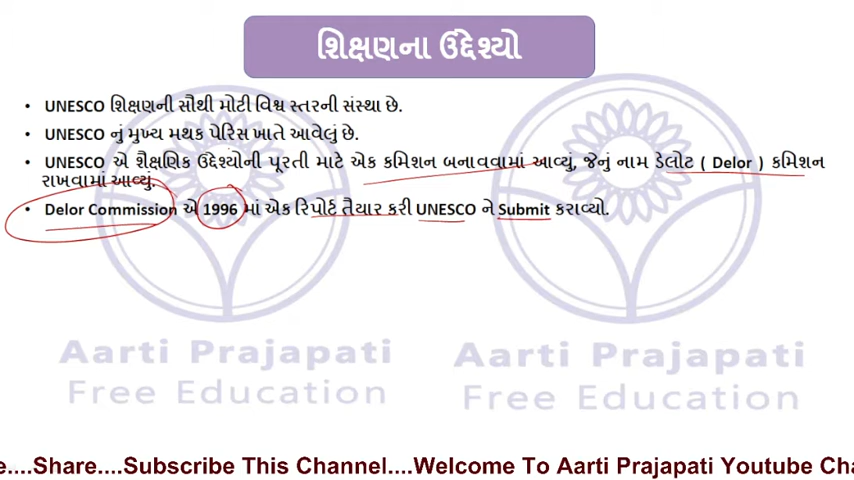 શિક્ષણના ઉદ્દેશ્યો
• UNESCO શિક્ષણની સૌથી મોટી વિશ્વ સ્તરની સંસ્થા છે.
• UNESCO નું મુખ્ય મથક પેરિસ ખાતે આવેલું છે.
• UNESCO એ શૈક્ષણિક ઉદ્દેશ્યોની પૂરતી માટે એક કમિશન બનાવવામાં આવ્યું, જેનું નામ ડેલોટ ( Delor ) કમિશન
રાખવામાં આવ્યું.
• Delor Commission એ 1996 માં એક રિપોર્ટ તૈયાર કરી UNESCO ને Submit કરાવ્યો.
Aarti Prajapati Aarti Prajapati
Free Education Free Education
e....Share....Subscribe This Channel....Welcome To Aarti Prajapati Youtube Cha